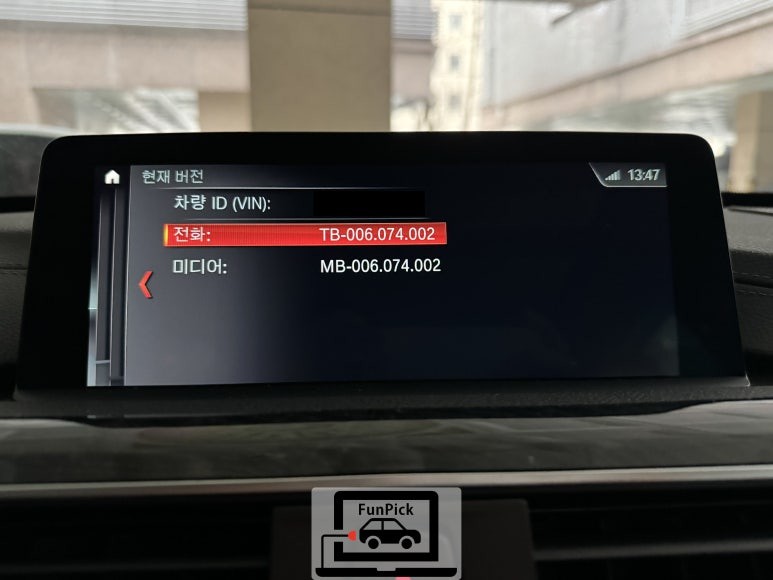 현재 버전
13:47
차량 ID (VIN):
전화: TB-006.074.002
미디어: MB-006.074.002
FunPick